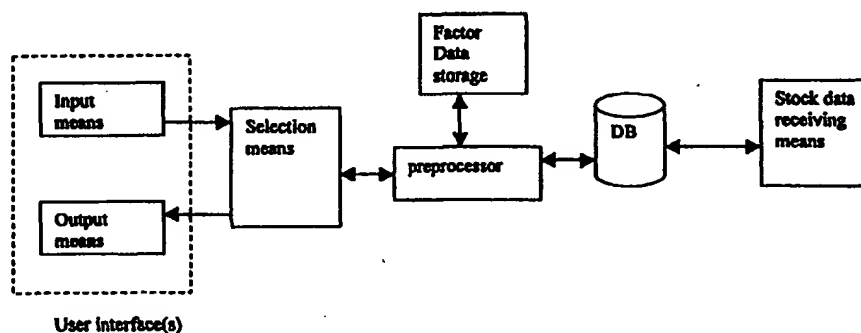 Factor
Data
storage
Input
means
Selection
means
DB
Stock data
receiving
means
preprocessor
Output
means
User interface(s)